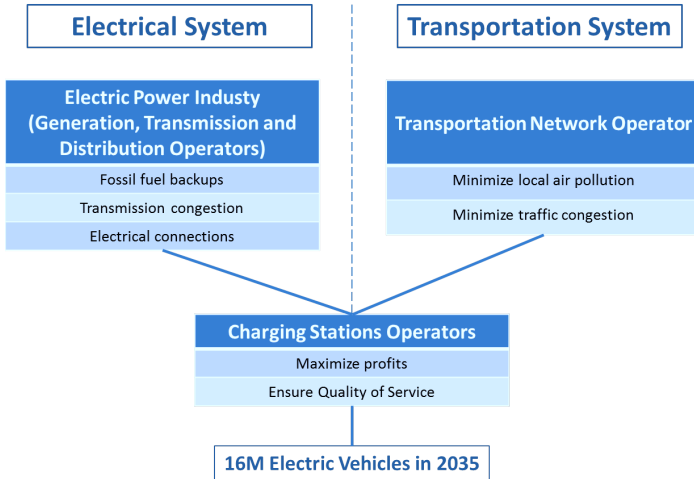 Electrical System
Transportation System
Electric Power Industy
(Generation, Transmission and
Distribution Operators)
Fossil fuel backups
Transmission congestion
Electrical connections
Transportation Network Operator
Minimize local air pollution
Minimize traffic congestion
Charging Stations Operators
Maximize profits
Ensure Quality of Service
16M Electric Vehicles in 2035